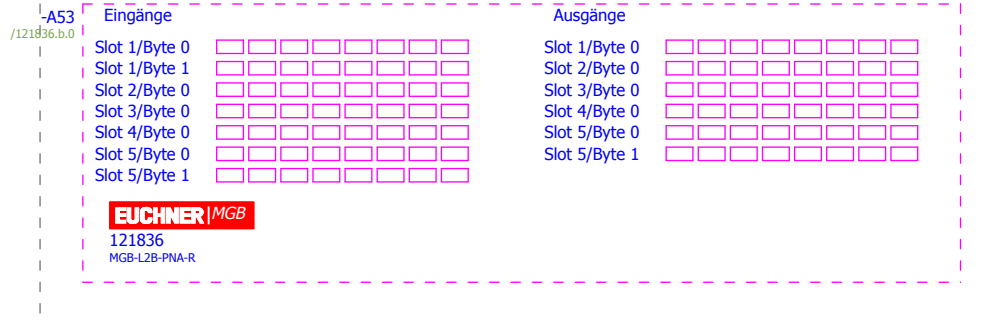 -A53
/121836.b.0
Eingänge
Slot 1/Byte 0
Slot 1/Byte 1
Slot 2/Byte 0
Slot 3/Byte 0
Slot 4/Byte 0
Slot 5/Byte 0
Slot 5/Byte 1
Ausgänge
Slot 1/Byte 0
Slot 2/Byte 0
Slot 3/Byte 0
Slot 4/Byte 0
Slot 5/Byte 0
Slot 5/Byte 1
EUCHNER|MGB
121836
MGB-L2B-PNA-R